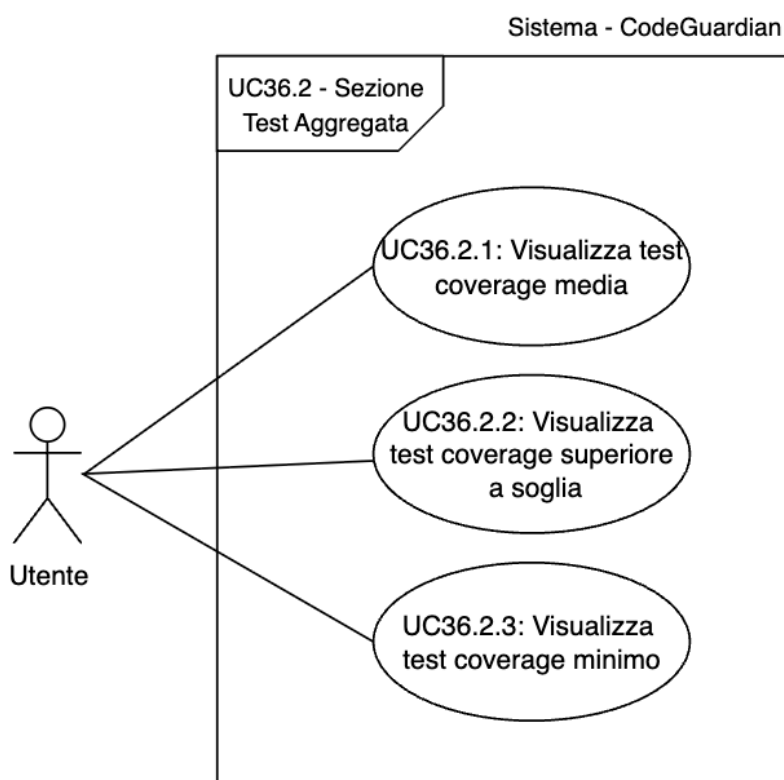 Sistema - CodeGuardian
UC36.2 - Sezione
Test Aggregata
UC36.2.1: Visualizza test
coverage media
UC36.2.2: Visualizza
test coverage superiore
a soglia
Utente
UC36.2.3: Visualizza
test coverage minimo